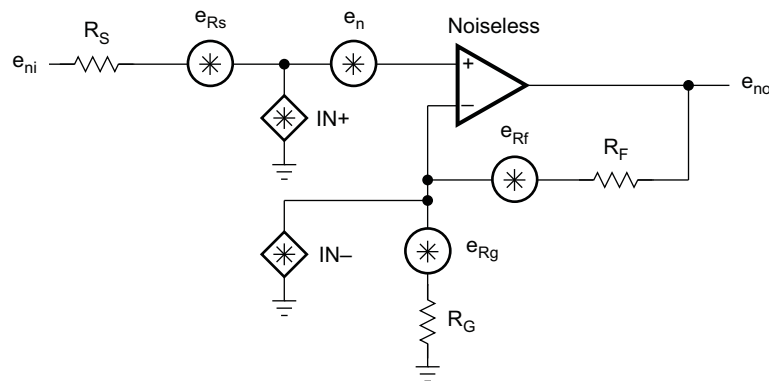 e_Rs
e_n
Noiseless
R_S
e_ni
+
e_no
IN+
–
e_Rf
R_F
IN–
e_Rg
R_G